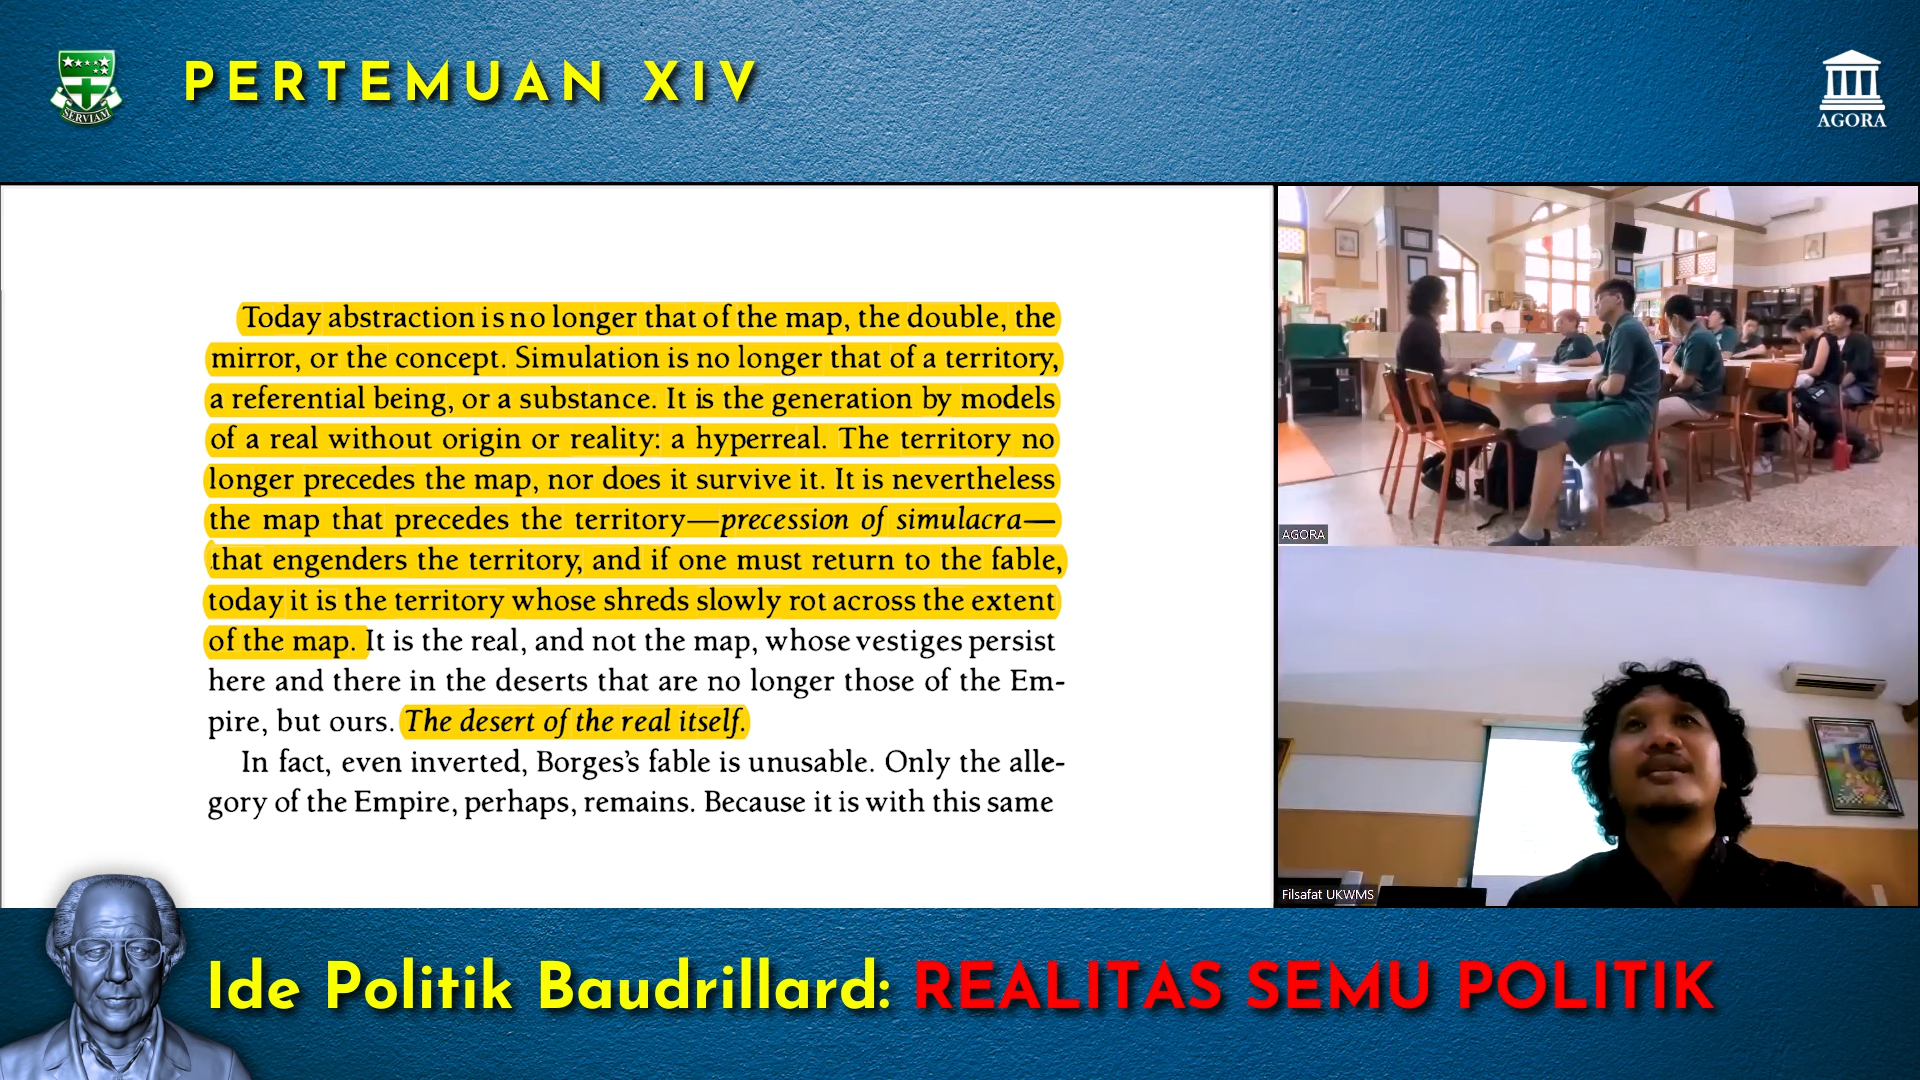 PERTEMUAN XIV
SERVIAM
AGORA
Today abstraction is no longer that of the map, the double, the
mirror, or the concept. Simulation is no longer that of a territory,
a referential being, or a substance. It is the generation by models
of a real without origin or reality: a hyperreal. The territory no
longer precedes the map, nor does it survive it. It is nevertheless
the map that precedes the territory—precession of simulacra—
that engenders the territory, and if one must return to the fable,
today it is the territory whose shreds slowly rot across the extent
of the map. It is the real, and not the map, whose vestiges persist
here and there in the deserts that are no longer those of the Em-
pire, but ours. The desert of the real itself.
In fact, even inverted, Borges's fable is unusable. Only the alle-
gory of the Empire, perhaps, remains. Because it is with this same
AGORA
Filsafat UKWMS
Ide Politik Baudrillard: REALITAS SEMU POLITIK